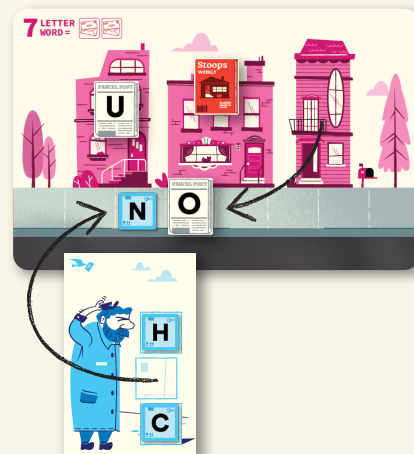 7 LETTER
WORD=
PARCEL POST
U
Stoops
WEEKLY
N
PARCEL POST
O
H
C